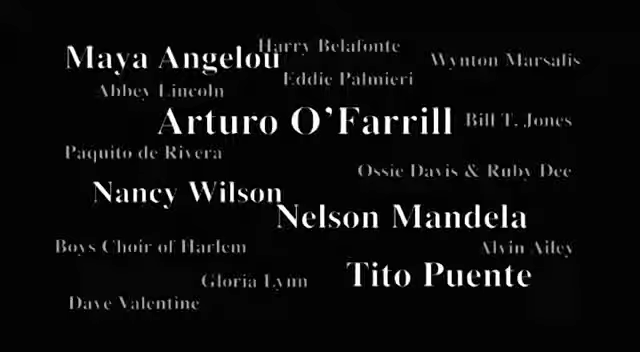 Harry Belafonte
Maya Angelou
Wynton Marsalis
Eddie Palmieri
Abbey Lincoln
Arturo O'Farrill
Bill T. Jones
Paquito de Rivera
Ossie Davis & Ruby Dee
Nancy Wilson
Nelson Mandela
Boys Choir of Harlem
Alvin Ailey
Tito Puente
Gloria Lynn
Dave Valentine